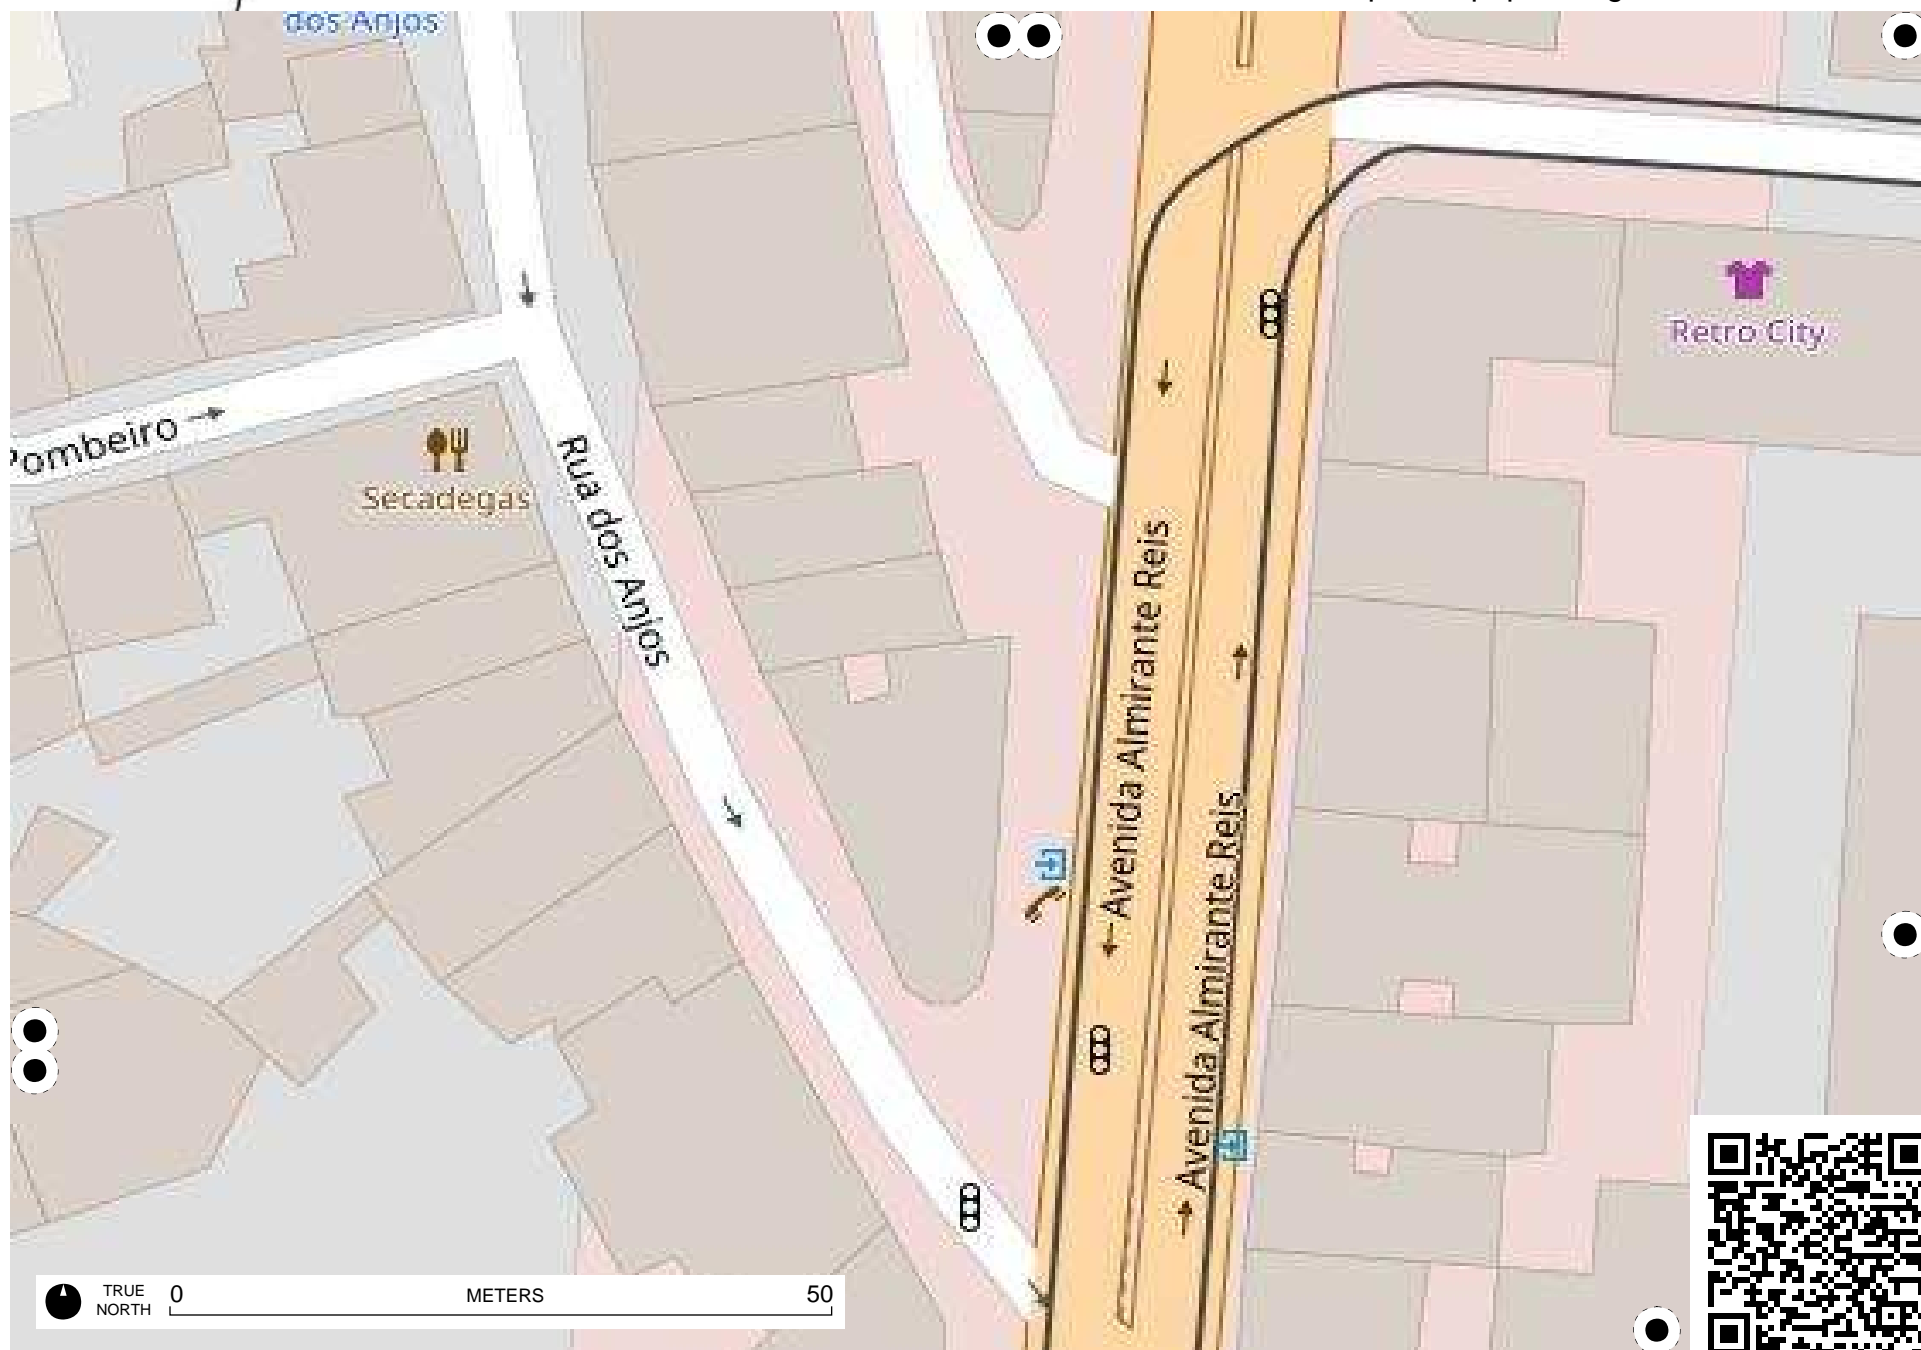 dos Anjos
Retro City
Pombeiro
Secadegas
Rua dos Anjos
Avenida Almirante Reis
Avenida Almirante Reis
TRUE
NORTH
0
METERS
50